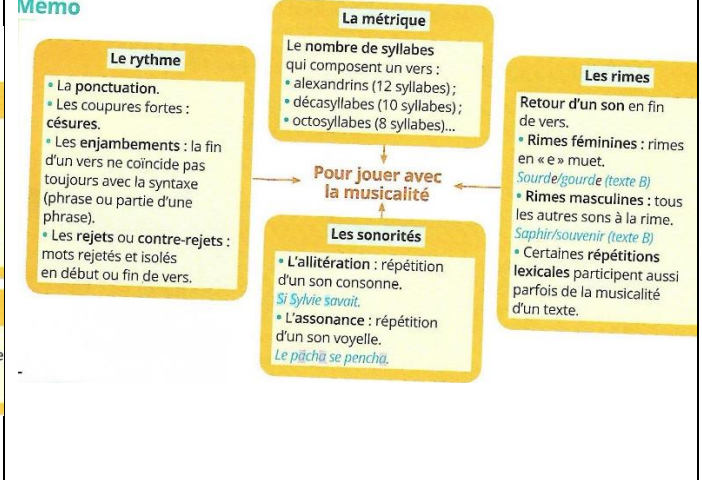 Mémo
La métrique
Le nombre de syllabes
qui composent un vers :
• alexandrins (12 syllabes) ;
• décasyllabes (10 syllabes) ;
• octosyllabes (8 syllabes)...
Le rythme
• La ponctuation.
• Les coupures fortes :
césures.
• Les enjambements : la fin
d'un vers ne coïncide pas
toujours avec la syntaxe
(phrase ou partie d'une
phrase).
• Les rejets ou contre-rejets :
mots rejetés et isolés
en début ou fin de vers.
Pour jouer avec
la musicalité
Les rimes
Retour d'un son en fin
de vers.
• Rimes féminines : rimes
en « e » muet.
Sourde/gourde (texte B)
• Rimes masculines : tous
les autres sons à la rime.
Saphir/souvenir (texte B)
• Certaines répétitions
lexicales participent aussi
parfois de la musicalité
d'un texte.
Les sonorités
• L'allitération : répétition
d'un son consonne.
Si Sylvie savait.
• L'assonance : répétition
d'un son voyelle.
Le pacha se pencha.